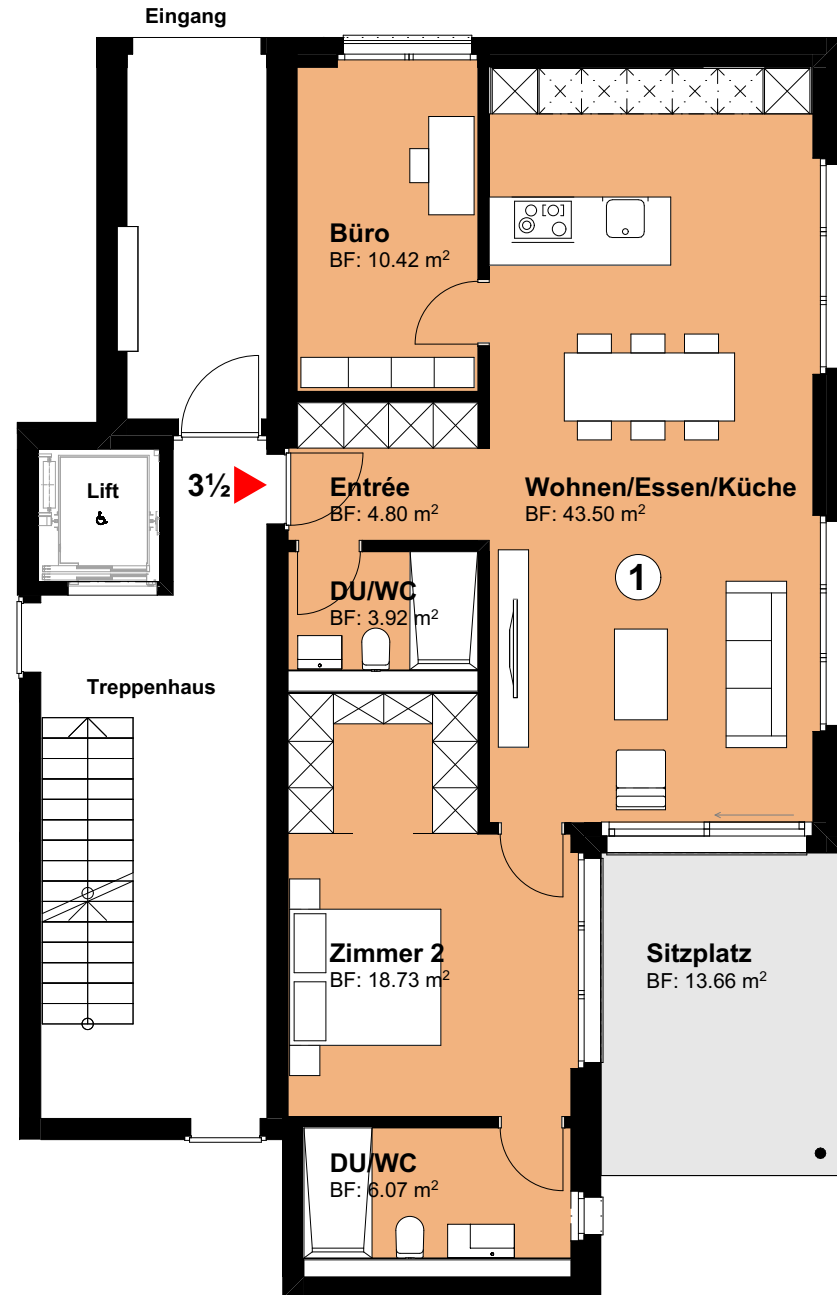 Eingang
Büro
BF: 10.42 m²
Lift
3½
Entrée
BF: 4.80 m²
Wohnen/Essen/Küche
BF: 43.50 m²
1
DU/WC
BF: 3.92 m²
Treppenhaus
Zimmer 2
BF: 18.73 m²
Sitzplatz
BF: 13.66 m²
DU/WC
BF: 6.07 m²